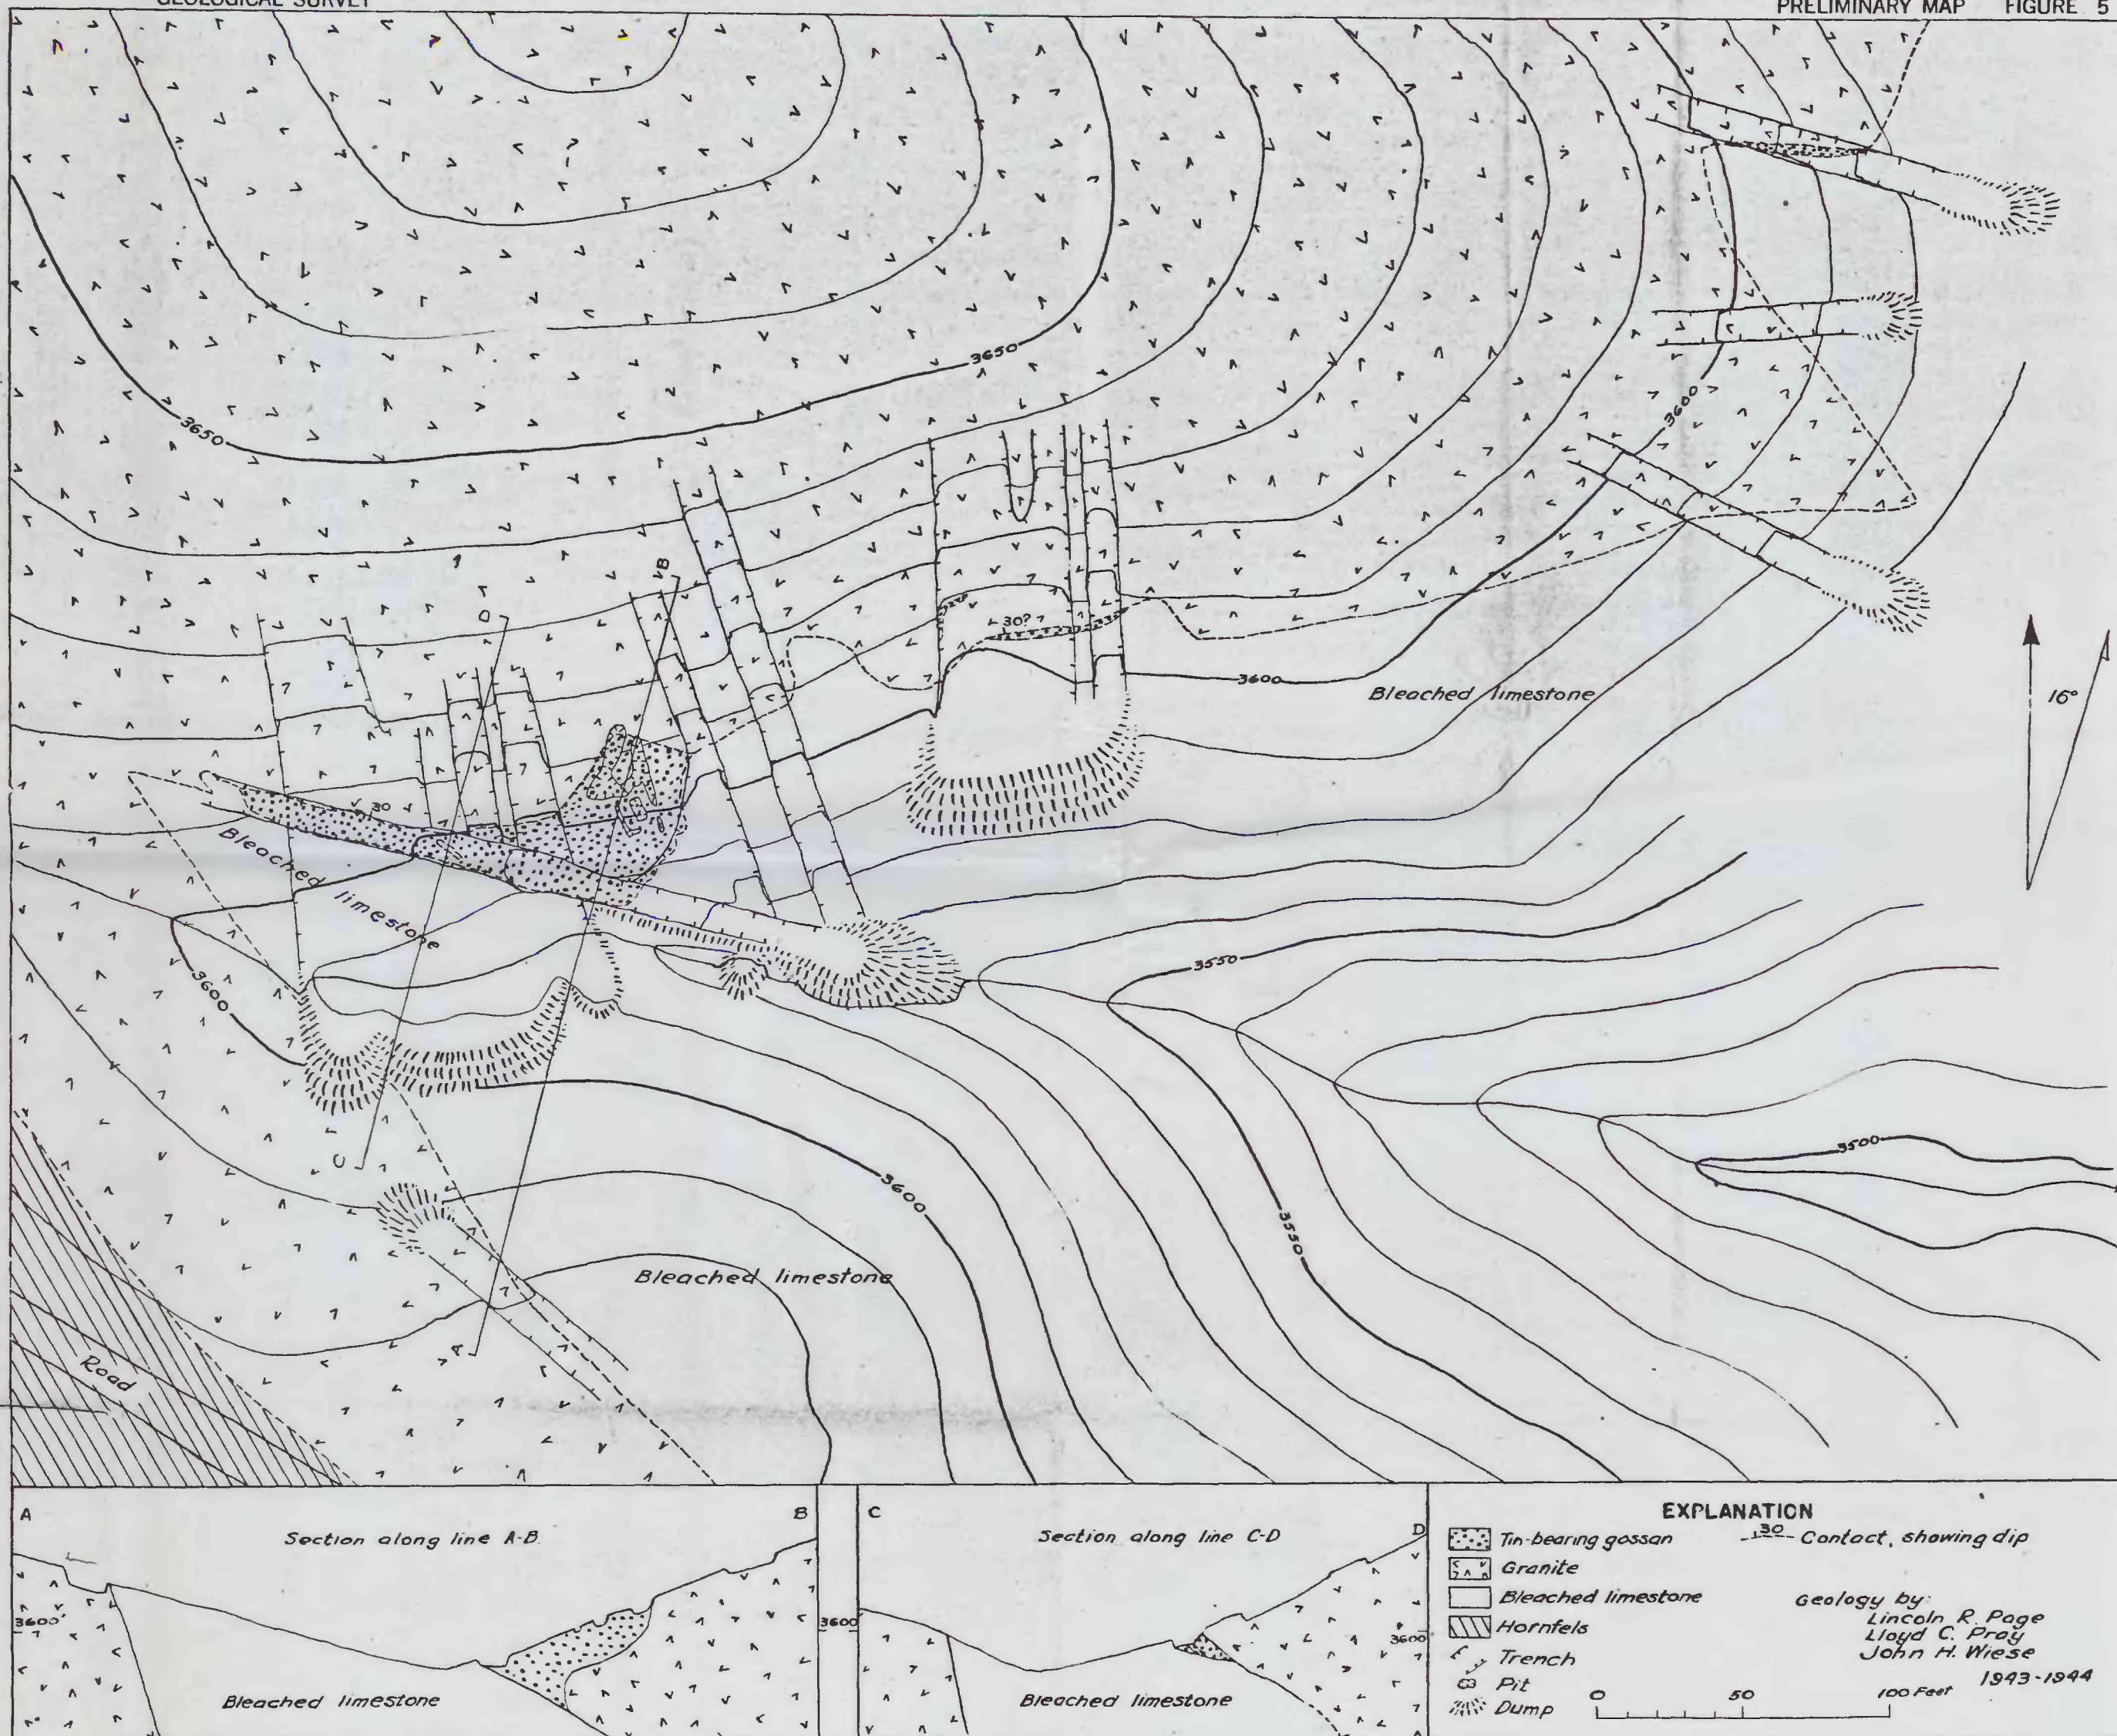 GEOLOGICAL SURVEY
PRELIMINARY MAP FIGURE 5
3650
3650
3600
B
D
30?
3600
Bleached limestone
16°
30
Bleached
limestone
3600
3550
3500
C
3600
3550
Bleached limestone
A
Road
A
B
Section along line A-B.
3600'
Bleached limestone
3600
C
D
Section along line C-D
3600
Bleached limestone
EXPLANATION
Tin-bearing gossan
30 Contact, showing dip
Granite
Bleached limestone
Hornfels
Trench
Pit
Dump
Geology by:
Lincoln R. Page
Lloyd C. Pray
John H. Wiese
1943-1944
0 50 100 Feet